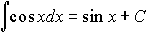 ∫cos xdx = sin x + C